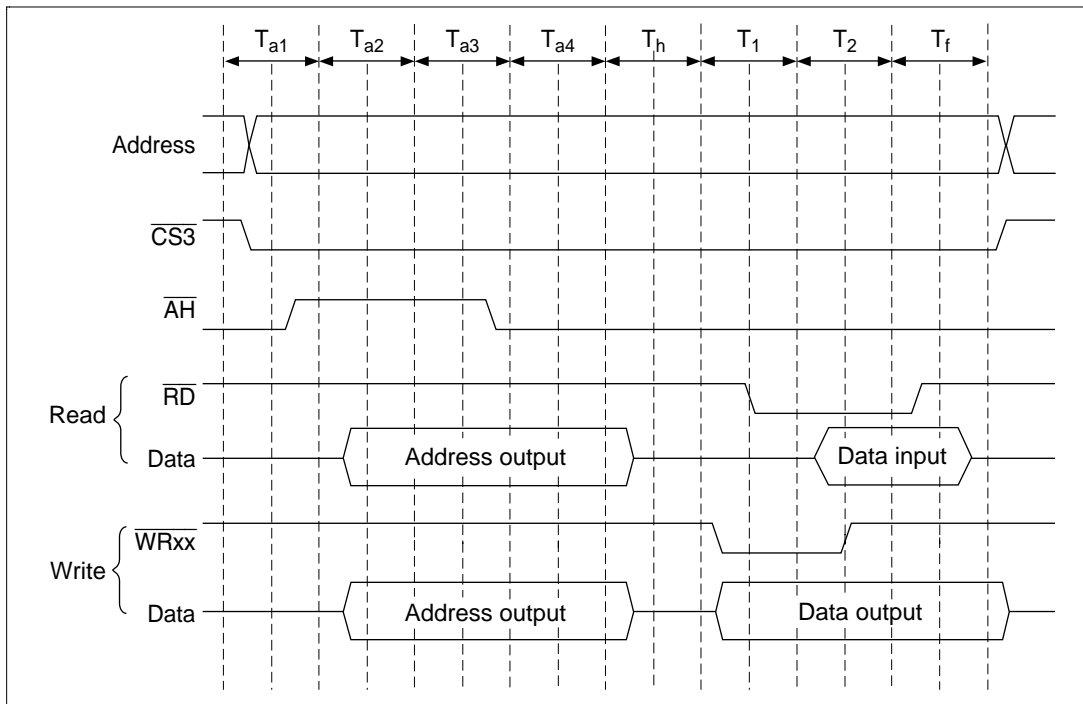 Ta1 Ta2 Ta3 Ta4 Th T1 T2 Tf
Address
CS3
AH
Read
RD
Data Address output Data input
Write
WRxx
Data Address output Data output